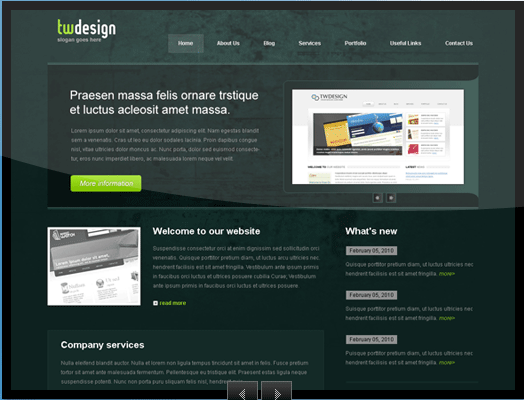 twdesign
slogan goes here
Home About Us Blog Services Portfolio Useful Links Contact Us
Praesen massa felis ornare trstique
et luctus acleosit amet massa.
Lorem ipsum dolor sit amet, consectetur adipiscing elit. Nam egestas blandit
sem a venenatis. Cras ut leo eu dolor sodales lacinia. Proin dapibus congue
nisl, vitae ultricies dolor rhoncus ac. Nunc porta, dolor sed euismod consecte
tur, eros nunc imperdiet libero, ac malesuada lorem neque vel velit.
More information
TWDESIGN
Welcome to our website
Suspendisse consectetur orci at enim dignissim sed sollicitudin orci
venenatis. Quisque porttitor pretium diam, ut luctus arcu ultricies nec.
hendrerit facilisis est sit amet fringilla. Vestibulum ante ipsum primis
in faucibus orci luctus et ultrices posuere cubilia Curae; Vestibulum
ante ipsum primis in faucibus orci luctus et ultrices posuere
read more
What's new
February 05, 2010
Quisque porttitor pretium diam, ut luctus ultricies nec
hendrerit facilisis est sit amet fringilla. more»
February 05, 2010
Quisque porttitor pretium diam, ut luctus ultricies nec
hendrerit facilisis est sit amet fringilla. more»
February 05, 2010
Quisque porttitor pretium diam, ut luctus ultricies nec
hendrerit facilisis est sit amet fringilla. more»
Company services
Nulla eleifend blandit auctor. Nulla et lorem non ligula tempus tincidunt sit amet in felis. Fusce pretium
tortor sit amet ante malesuada fermentum. Pellentesque eu tristique elit. Praesent edas ligula neque
suspendisse potenti. Nunc non porta puru siliquam felis nisl, hendrerit